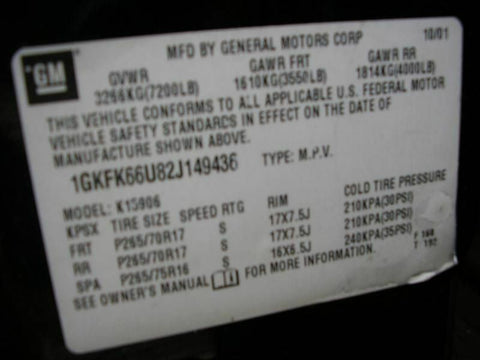 GM
MFD BY GENERAL MOTORS CORP 10/01
GVWR GAWR FRT GAWR RR
3266KG(7200LB) 1610KG(3550LB) 1814KG(4000LB)
THIS VEHICLE CONFORMS TO ALL APPLICABLE U.S. FEDERAL MOTOR
VEHICLE SAFETY STANDARDS IN EFFECT ON THE DATE OF
MANUFACTURE SHOWN ABOVE.
1GKFK66U82J149436 TYPE: M.P.V.
MODEL: K15906
KPSX TIRE SIZE SPEED RTG RIM COLD TIRE PRESSURE
FRT P265/70R17 S 17X7.5J 210KPA(30PSI)
RR P265/70R17 S 17X7.5J 210KPA(30PSI)
SPA P265/75R16 S 16X6.5J 240KPA(35PSI)
SEE OWNER'S MANUAL FOR MORE INFORMATION.